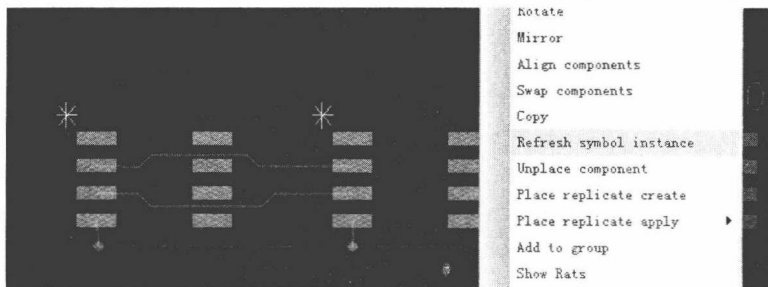 Rotate
Mirror
Align components
Swap components
Copy
Refresh symbol instance
Unplace component
Place replicate create
Place replicate apply
Add to group
Show Rats